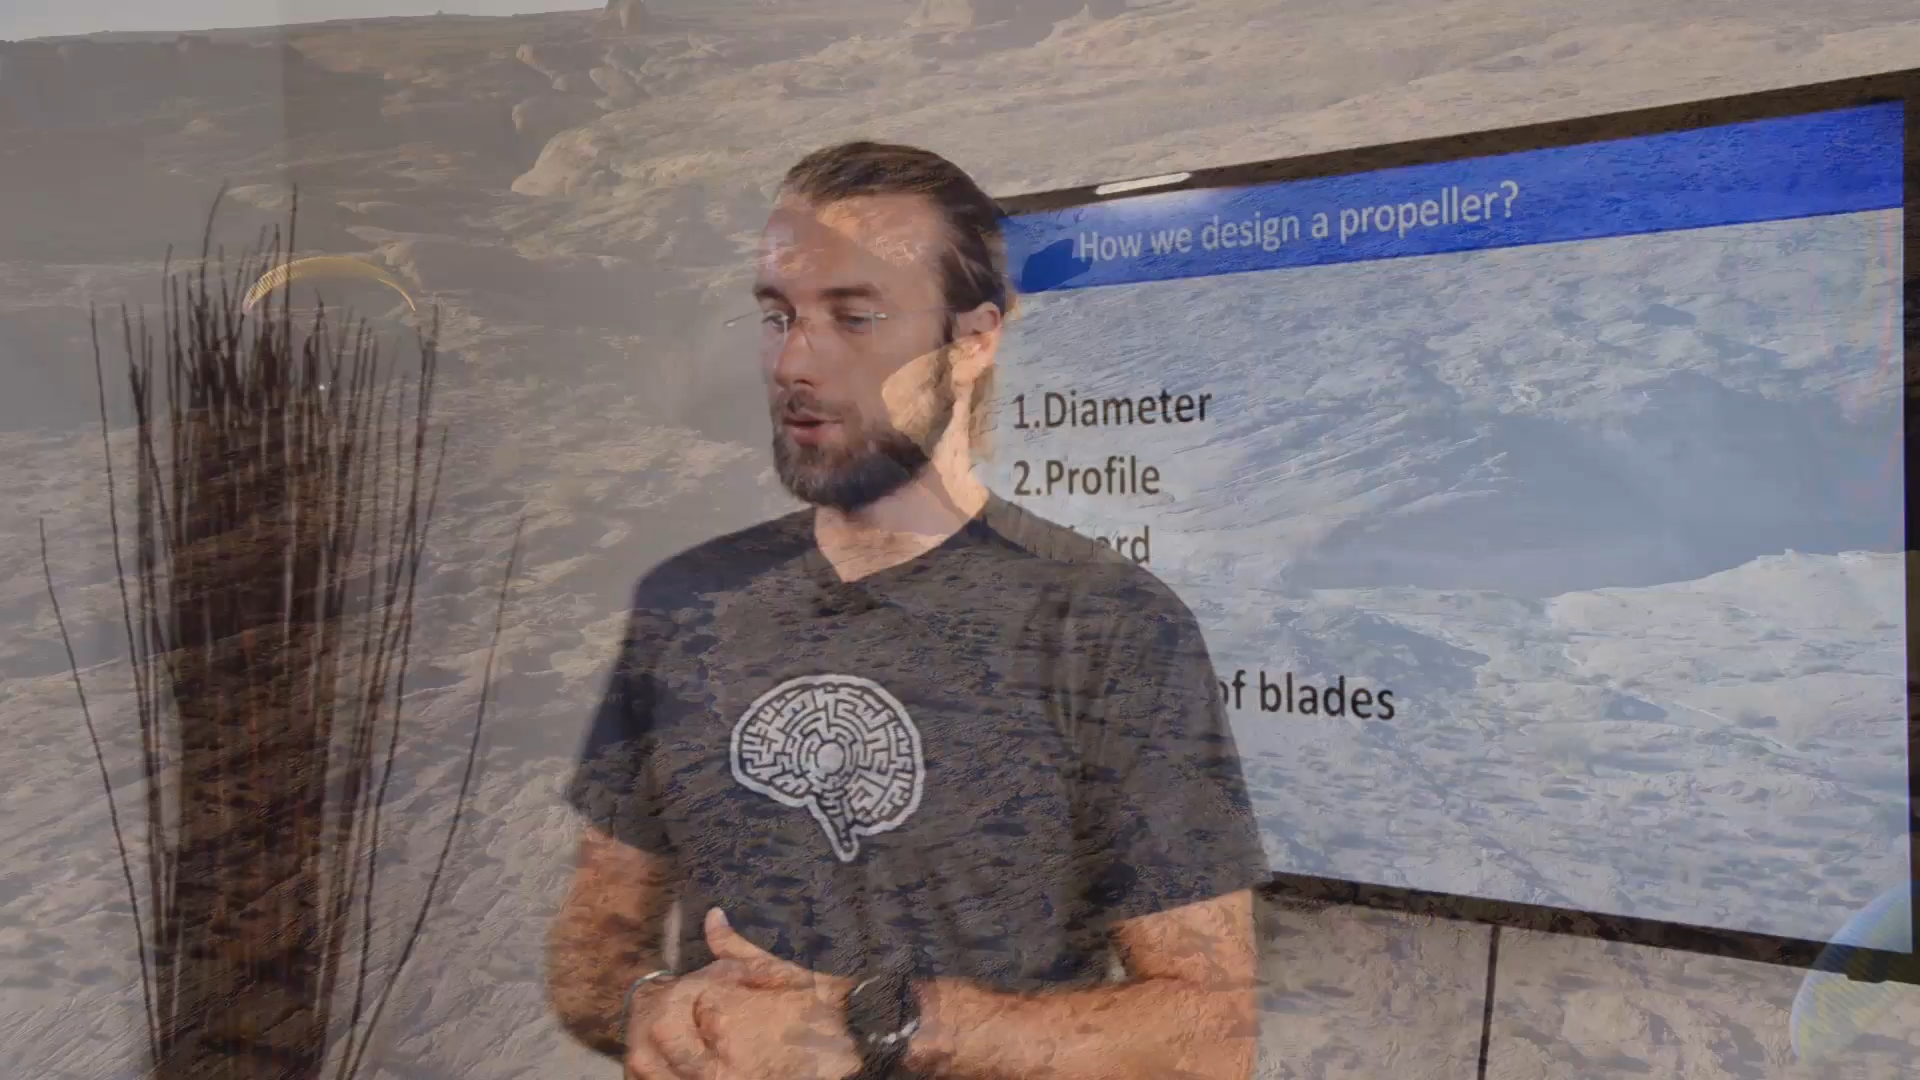 How we design a propeller?
1.Diameter
2.Profile
of blades